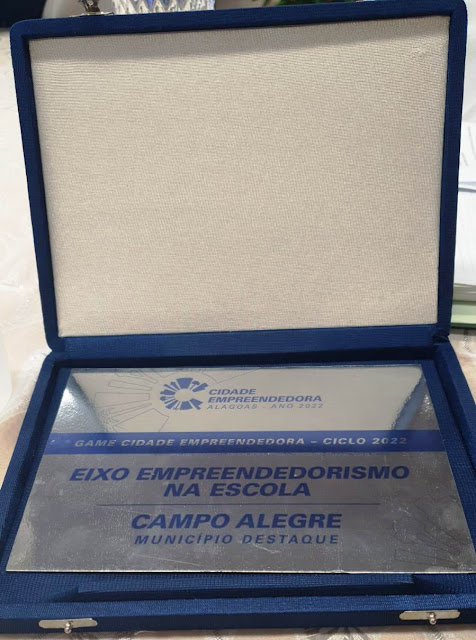 CIDADE
EMPREENDEDORA
ALAGOAS - ANO 2022
GAME CIDADE EMPREENDEDORA – CICLO 2022
EIXO EMPREENDEDORISMO
NA ESCOLA
CAMPO ALEGRE
MUNICÍPIO DESTAQUE